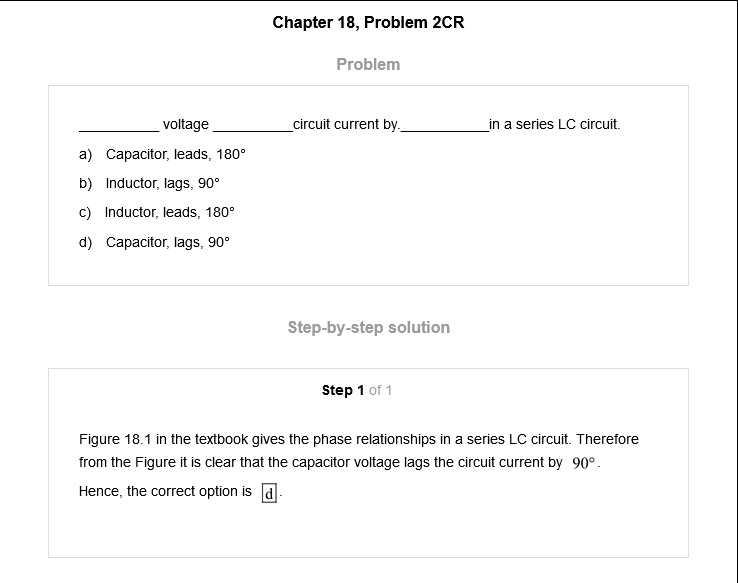 Chapter 18, Problem 2CR
Problem
__________ voltage __________circuit current by.___________in a series LC circuit.
a) Capacitor, leads, 180°
b) Inductor, lags, 90°
c) Inductor, leads, 180°
d) Capacitor, lags, 90°
Step-by-step solution
Step 1 of 1
Figure 18.1 in the textbook gives the phase relationships in a series LC circuit. Therefore
from the Figure it is clear that the capacitor voltage lags the circuit current by 90°.
Hence, the correct option is d.